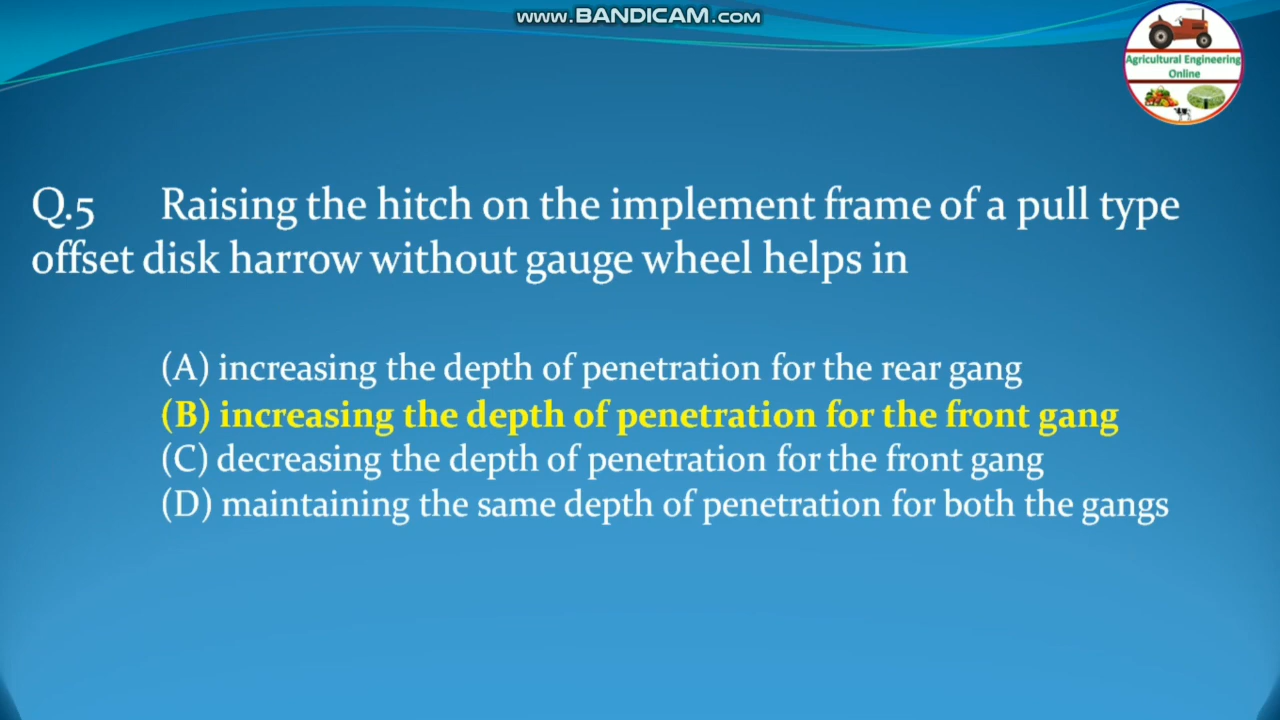 www.BANDICAM.com
Agricultural Engineering
Online
Q.5 Raising the hitch on the implement frame of a pull type
offset disk harrow without gauge wheel helps in
(A) increasing the depth of penetration for the rear gang
(B) increasing the depth of penetration for the front gang
(C) decreasing the depth of penetration for the front gang
(D) maintaining the same depth of penetration for both the gangs